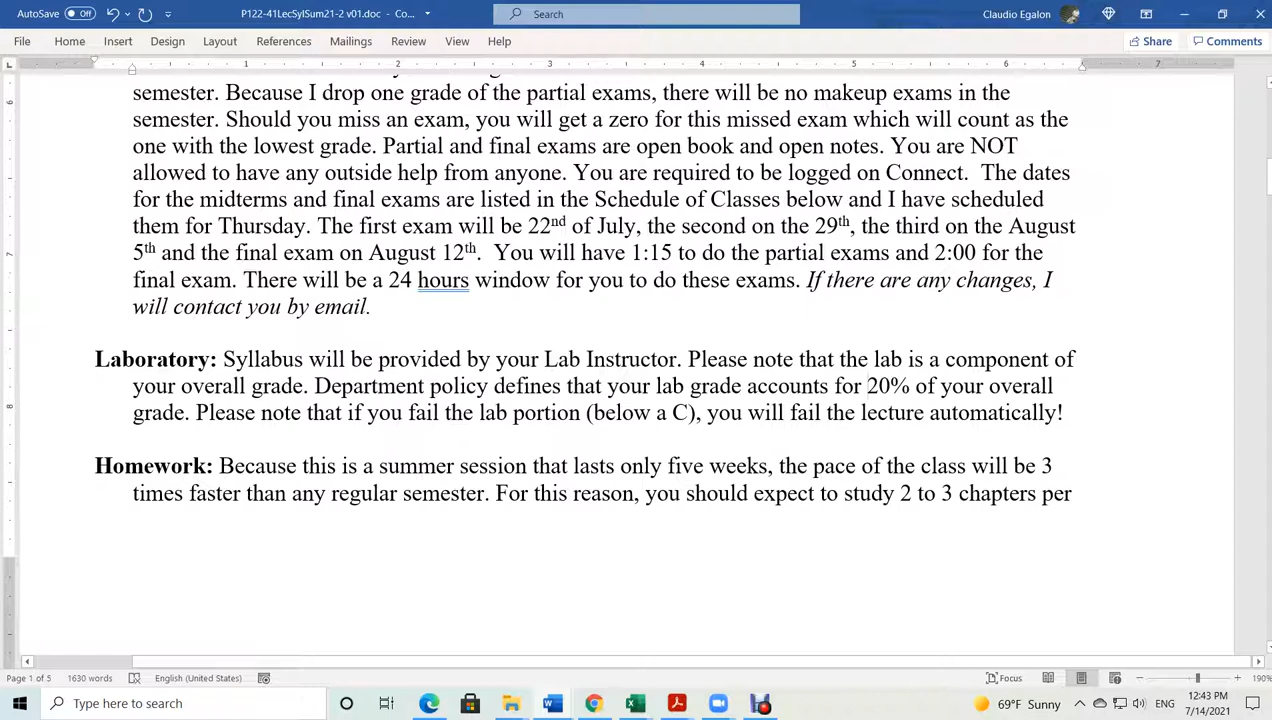 AutoSave Off P122-41LecSylSum21-2 v01.doc - Co... Search Claudio Egalon
File Home Insert Design Layout References Mailings Review View Help Share Comments
1 2 3 4 5 6 7
semester. Because I drop one grade of the partial exams, there will be no makeup exams in the
semester. Should you miss an exam, you will get a zero for this missed exam which will count as the
one with the lowest grade. Partial and final exams are open book and open notes. You are NOT
allowed to have any outside help from anyone. You are required to be logged on Connect. The dates
for the midterms and final exams are listed in the Schedule of Classes below and I have scheduled
them for Thursday. The first exam will be 22nd of July, the second on the 29th, the third on the August
5th and the final exam on August 12th. You will have 1:15 to do the partial exams and 2:00 for the
final exam. There will be a 24 hours window for you to do these exams. If there are any changes, I
will contact you by email.
Laboratory: Syllabus will be provided by your Lab Instructor. Please note that the lab is a component of
your overall grade. Department policy defines that your lab grade accounts for 20% of your overall
grade. Please note that if you fail the lab portion (below a C), you will fail the lecture automatically!
Homework: Because this is a summer session that lasts only five weeks, the pace of the class will be 3
times faster than any regular semester. For this reason, you should expect to study 2 to 3 chapters per
6
7
8
Page 1 of 5 1630 words English (United States) Focus 190%
Type here to search 69°F Sunny ENG 12:43 PM
7/14/2021